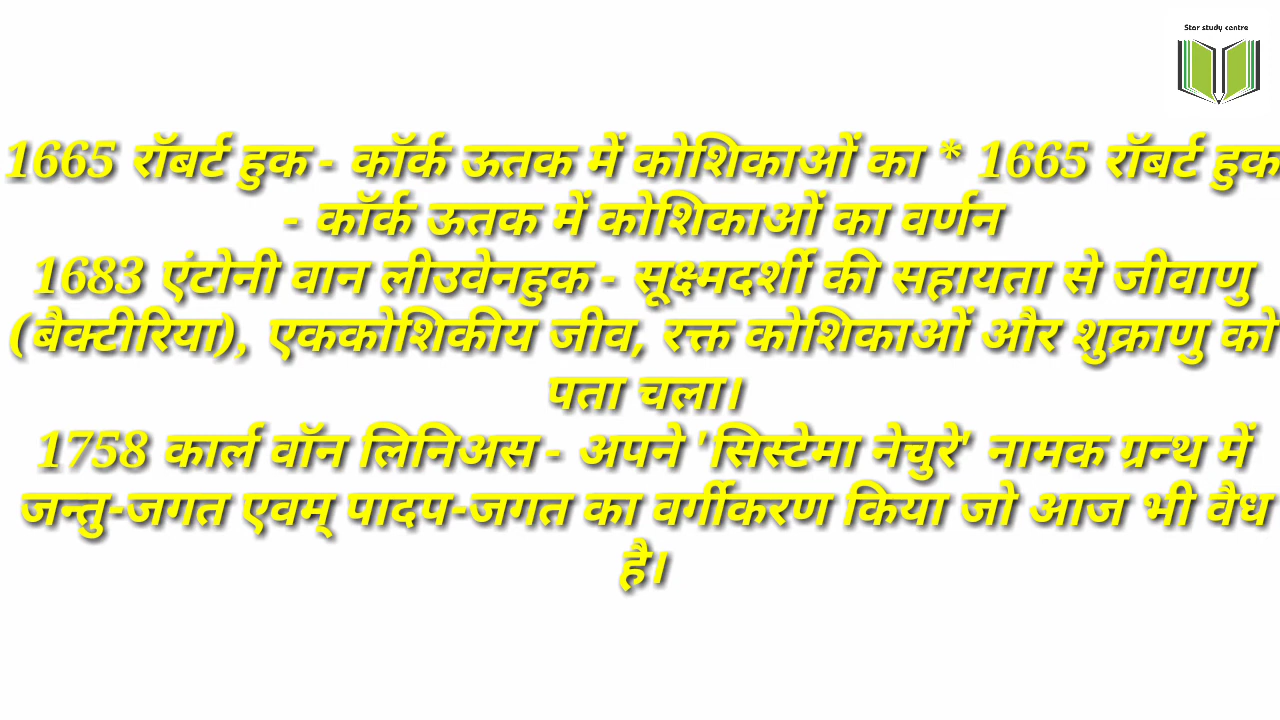 Star study centre
1665 रॉबर्ट हुक - कॉर्क ऊतक में कोशिकाओं का * 1665 रॉबर्ट हुक
- कॉर्क ऊतक में कोशिकाओं का वर्णन
1683 एंटोनी वान लीउवेनहुक - सूक्ष्मदर्शी की सहायता से जीवाणु
(बैक्टीरिया), एककोशिकीय जीव, रक्त कोशिकाओं और शुक्राणु को
पता चला।
1758 कार्ल वॉन लिनिअस - अपने 'सिस्टेमा नेचुरे' नामक ग्रन्थ में
जन्तु-जगत एवम् पादप-जगत का वर्गीकरण किया जो आज भी वैध
है।